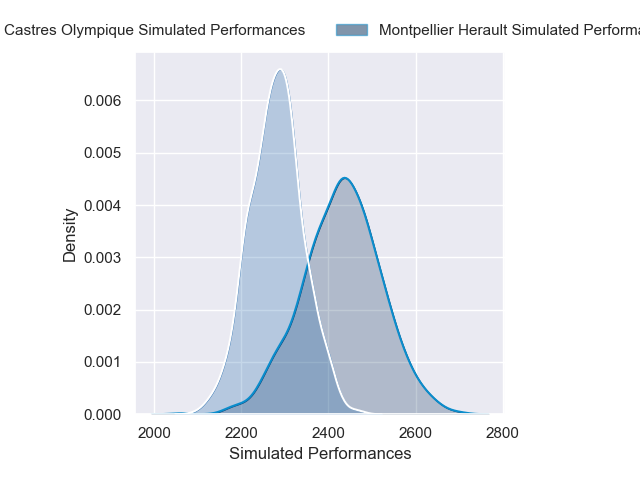 Castres Olympique Simulated Performances
Montpellier Herault Simulated
0.006
0.005
0.004
0.003
0.002
0.001
0.000
Density
2000 2200 2400 2600 2800
Simulated Performances